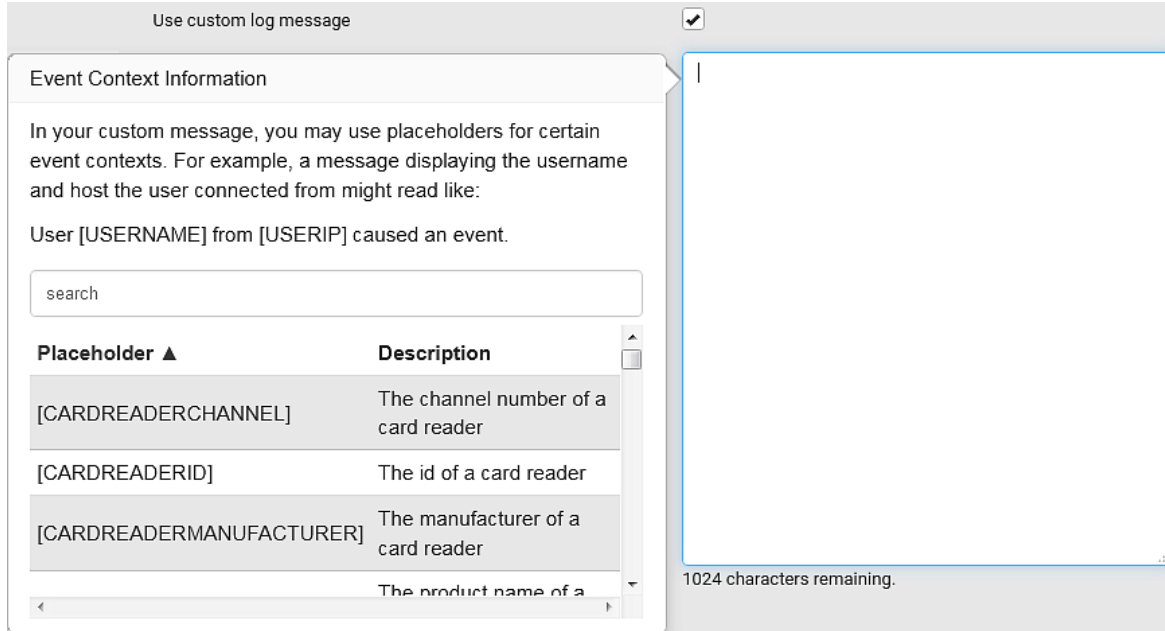 Use custom log message
Event Context Information
In your custom message, you may use placeholders for certain
event contexts. For example, a message displaying the username
and host the user connected from might read like:
User [USERNAME] from [USERIP] caused an event.
search
Placeholder ▲ Description
[CARDREADERCHANNEL] The channel number of a
card reader
[CARDREADERID] The id of a card reader
[CARDREADERMANUFACTURER] The manufacturer of a
card reader
The product name of a
1024 characters remaining.